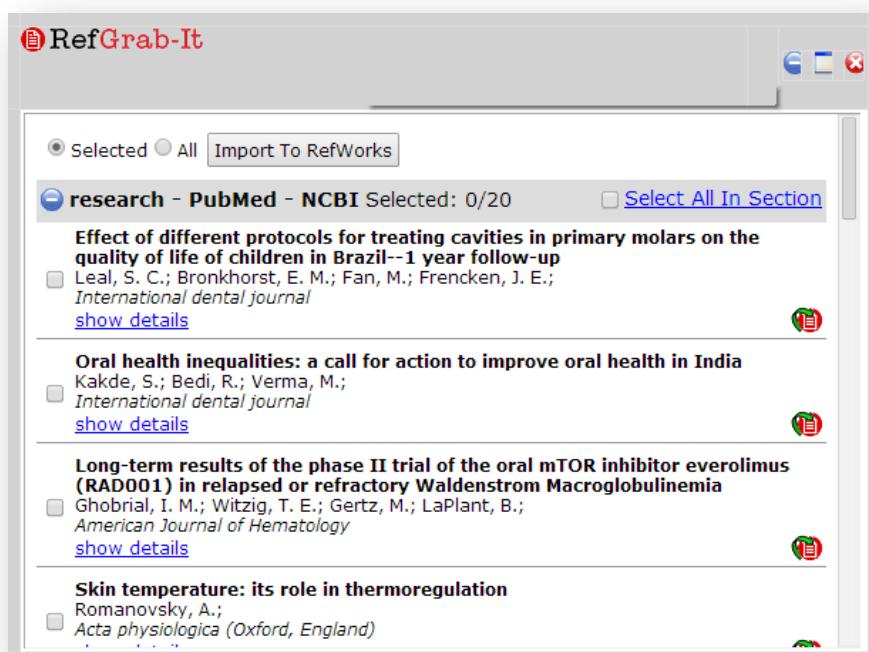 RefGrab-It
Selected All Import To RefWorks
research - PubMed - NCBI Selected: 0/20 Select All In Section
Effect of different protocols for treating cavities in primary molars on the
quality of life of children in Brazil--1 year follow-up
Leal, S. C.; Bronkhorst, E. M.; Fan, M.; Frencken, J. E.;
International dental journal
show details
Oral health inequalities: a call for action to improve oral health in India
Kakde, S.; Bedi, R.; Verma, M.;
International dental journal
show details
Long-term results of the phase II trial of the oral mTOR inhibitor everolimus
(RAD001) in relapsed or refractory Waldenstrom Macroglobulinemia
Ghobrial, I. M.; Witzig, T. E.; Gertz, M.; LaPlant, B.;
American Journal of Hematology
show details
Skin temperature: its role in thermoregulation
Romanovsky, A.;
Acta physiologica (Oxford, England)